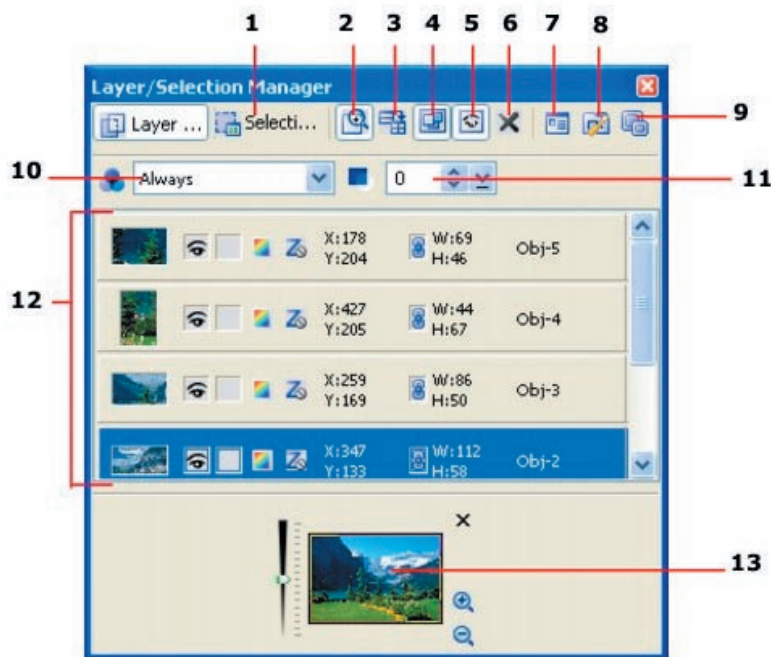 1 2 3 4 5 6 7 8
Layer/Selection Manager
Layer ... Selecti... 9
10 Always 0 11
X:178 W:69
Y:204 H:46 Obj-5
12
X:427 W:44
Y:205 H:67 Obj-4
X:259 W:86
Y:169 H:50 Obj-3
X:347 W:112
Y:133 H:58 Obj-2
13